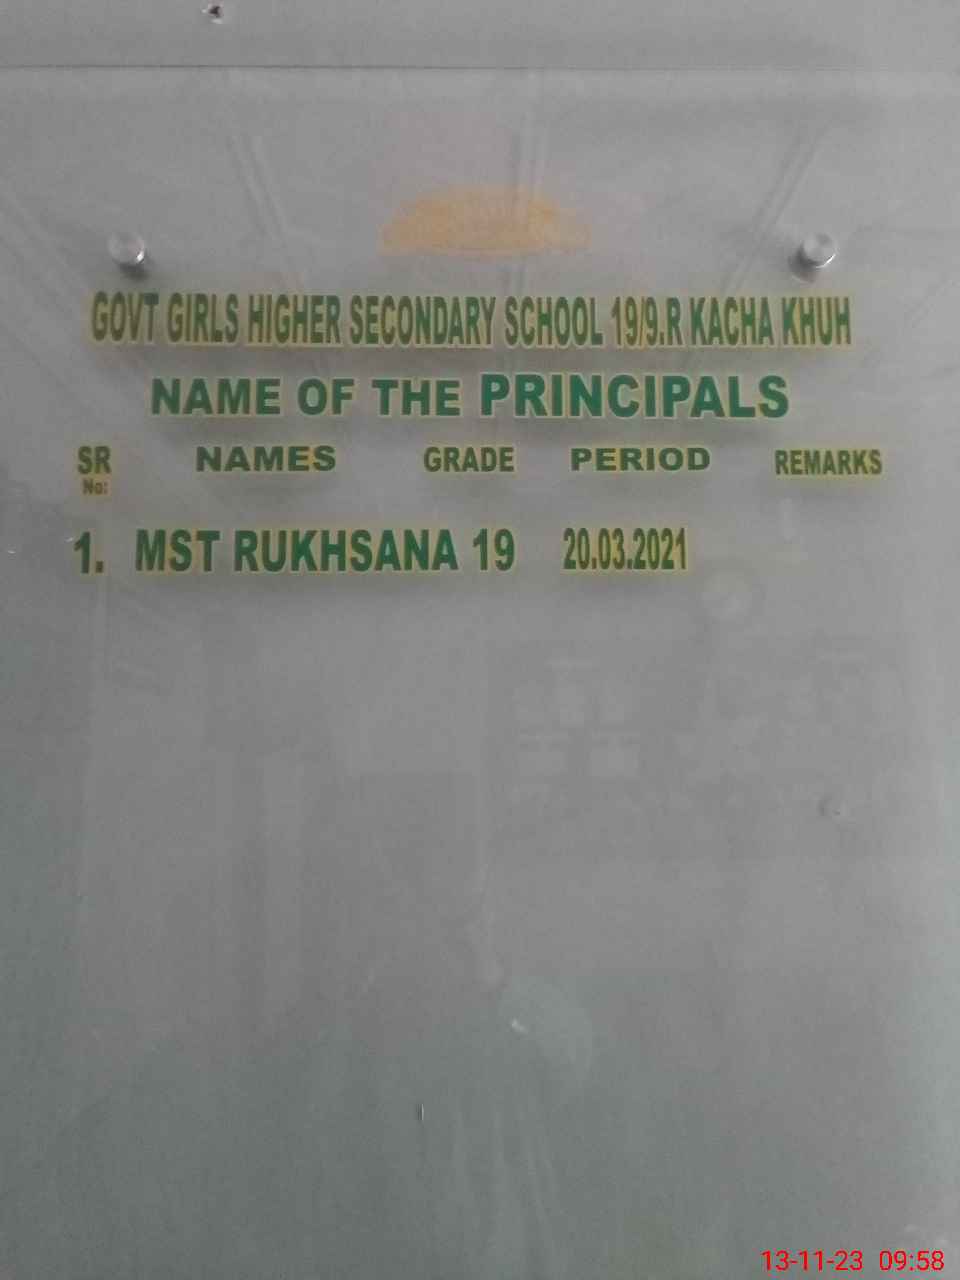 GOVT GIRLS HIGHER SECONDARY SCHOOL 19/9.R KACHA KHUH
NAME OF THE PRINCIPALS
SR No: NAMES GRADE PERIOD REMARKS
1. MST RUKHSANA 19 20.03.2021
13-11-23 09:58